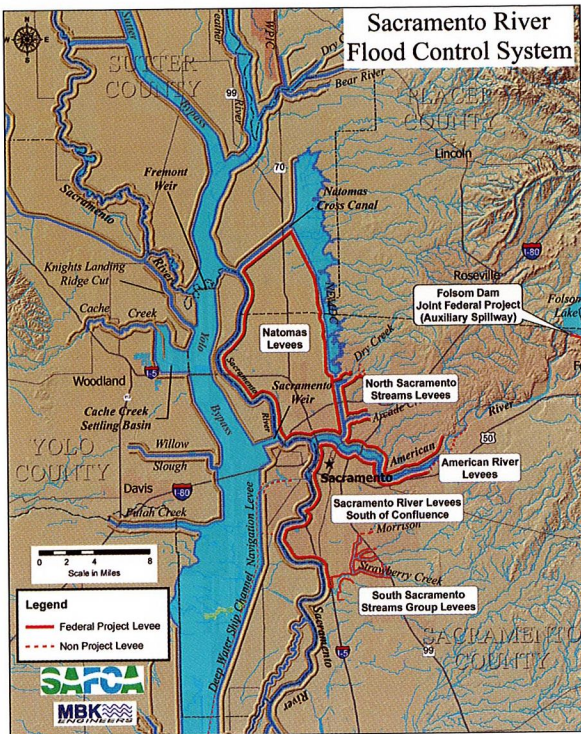 Sacramento River
Flood Control System
N
W
E
S
SUTTER
COUNTY
Sutter
Bypass
Feather
River
WPIC
99
Dry Cr
Bear River
PLACER
COUNTY
70
Lincoln
Fremont
Weir
Natomas
Cross Canal
Sacramento
River
Knights Landing
Ridge Cut
I-80
Roseville
Folsom Dam
Joint Federal Project
(Auxiliary Spillway)
Folsom
Lake
Cache
Creek
Yolo
Natomas
Levees
Dry Creek
North Sacramento
Streams Levees
Arcade Cr
Woodland
I-5
Sacramento
River
Sacramento
Weir
Cache Creek
Settling Basin
Bypass
River
American
50
American River
Levees
YOLO
COUNTY
Willow
Slough
Sacramento
Davis
I-80
Putah Creek
Sacramento River Levees
South of Confluence
Morrison
Strawberry Creek
South Sacramento
Streams Group Levees
0 4 8
Scale in Miles
Deep Water Ship Channel Navigation Levee
Sacramento
River
I-5
99
SACRAMENTO
COUNTY
Legend
Federal Project Levee
Non Project Levee
SAFCA
MBK
ENGINEERS